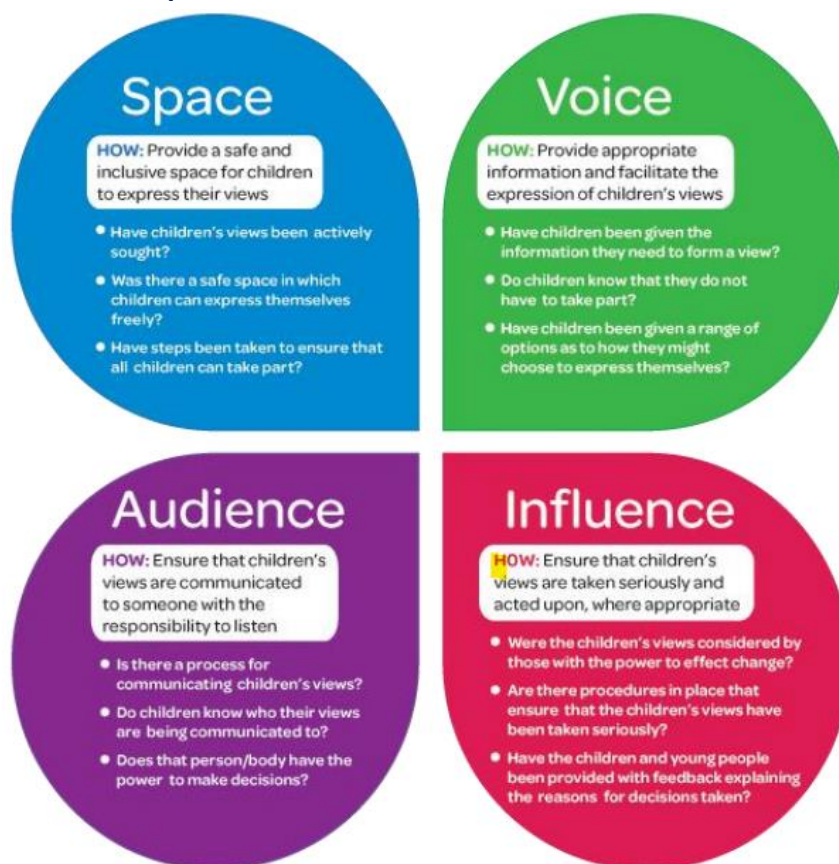 Space
HOW: Provide a safe and
inclusive space for children
to express their views
• Have children's views been actively
sought?
• Was there a safe space in which
children can express themselves
freely?
• Have steps been taken to ensure that
all children can take part?
Voice
HOW: Provide appropriate
information and facilitate the
expression of children's views
• Have children been given the
information they need to form a view?
• Do children know that they do not
have to take part?
• Have children been given a range of
options as to how they might
choose to express themselves?
Audience
HOW: Ensure that children's
views are communicated
to someone with the
responsibility to listen
• Is there a process for
communicating children's views?
• Do children know who their views
are being communicated to?
• Does that person/body have the
power to make decisions?
Influence
HOW: Ensure that children's
views are taken seriously and
acted upon, where appropriate
• Were the children's views considered by
those with the power to effect change?
• Are there procedures in place that
ensure that the children's views have
been taken seriously?
• Have the children and young people
been provided with feedback explaining
the reasons for decisions taken?